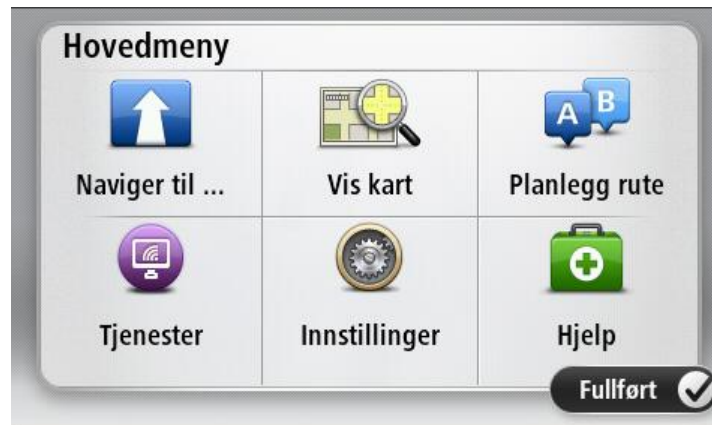 Hovedmeny
Naviger til ...
Vis kart
Planlegg rute
A B
Tjenester
Innstillinger
Hjelp
Fullført